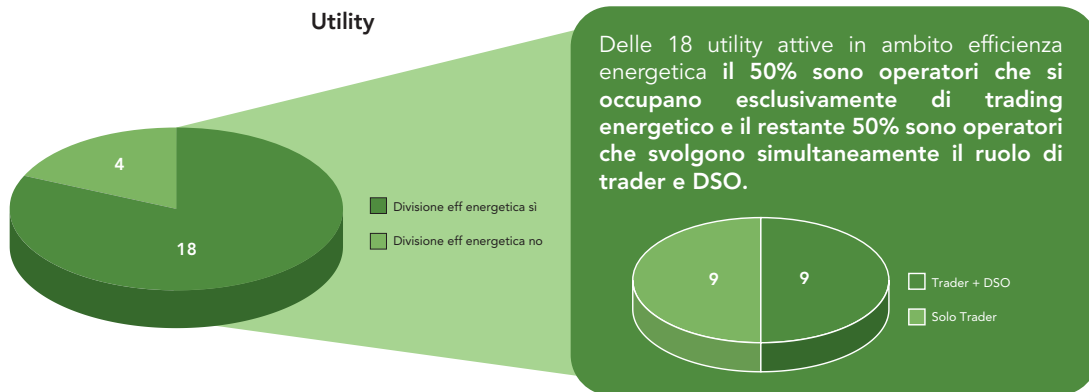 Utility
4
18
Divisione eff energetica sì
Divisione eff energetica no
Delle 18 utility attive in ambito efficienza
energetica il 50% sono operatori che si
occupano esclusivamente di trading
energetico e il restante 50% sono operatori
che svolgono simultaneamente il ruolo di
trader e DSO.
9
9
Trader + DSO
Solo Trader